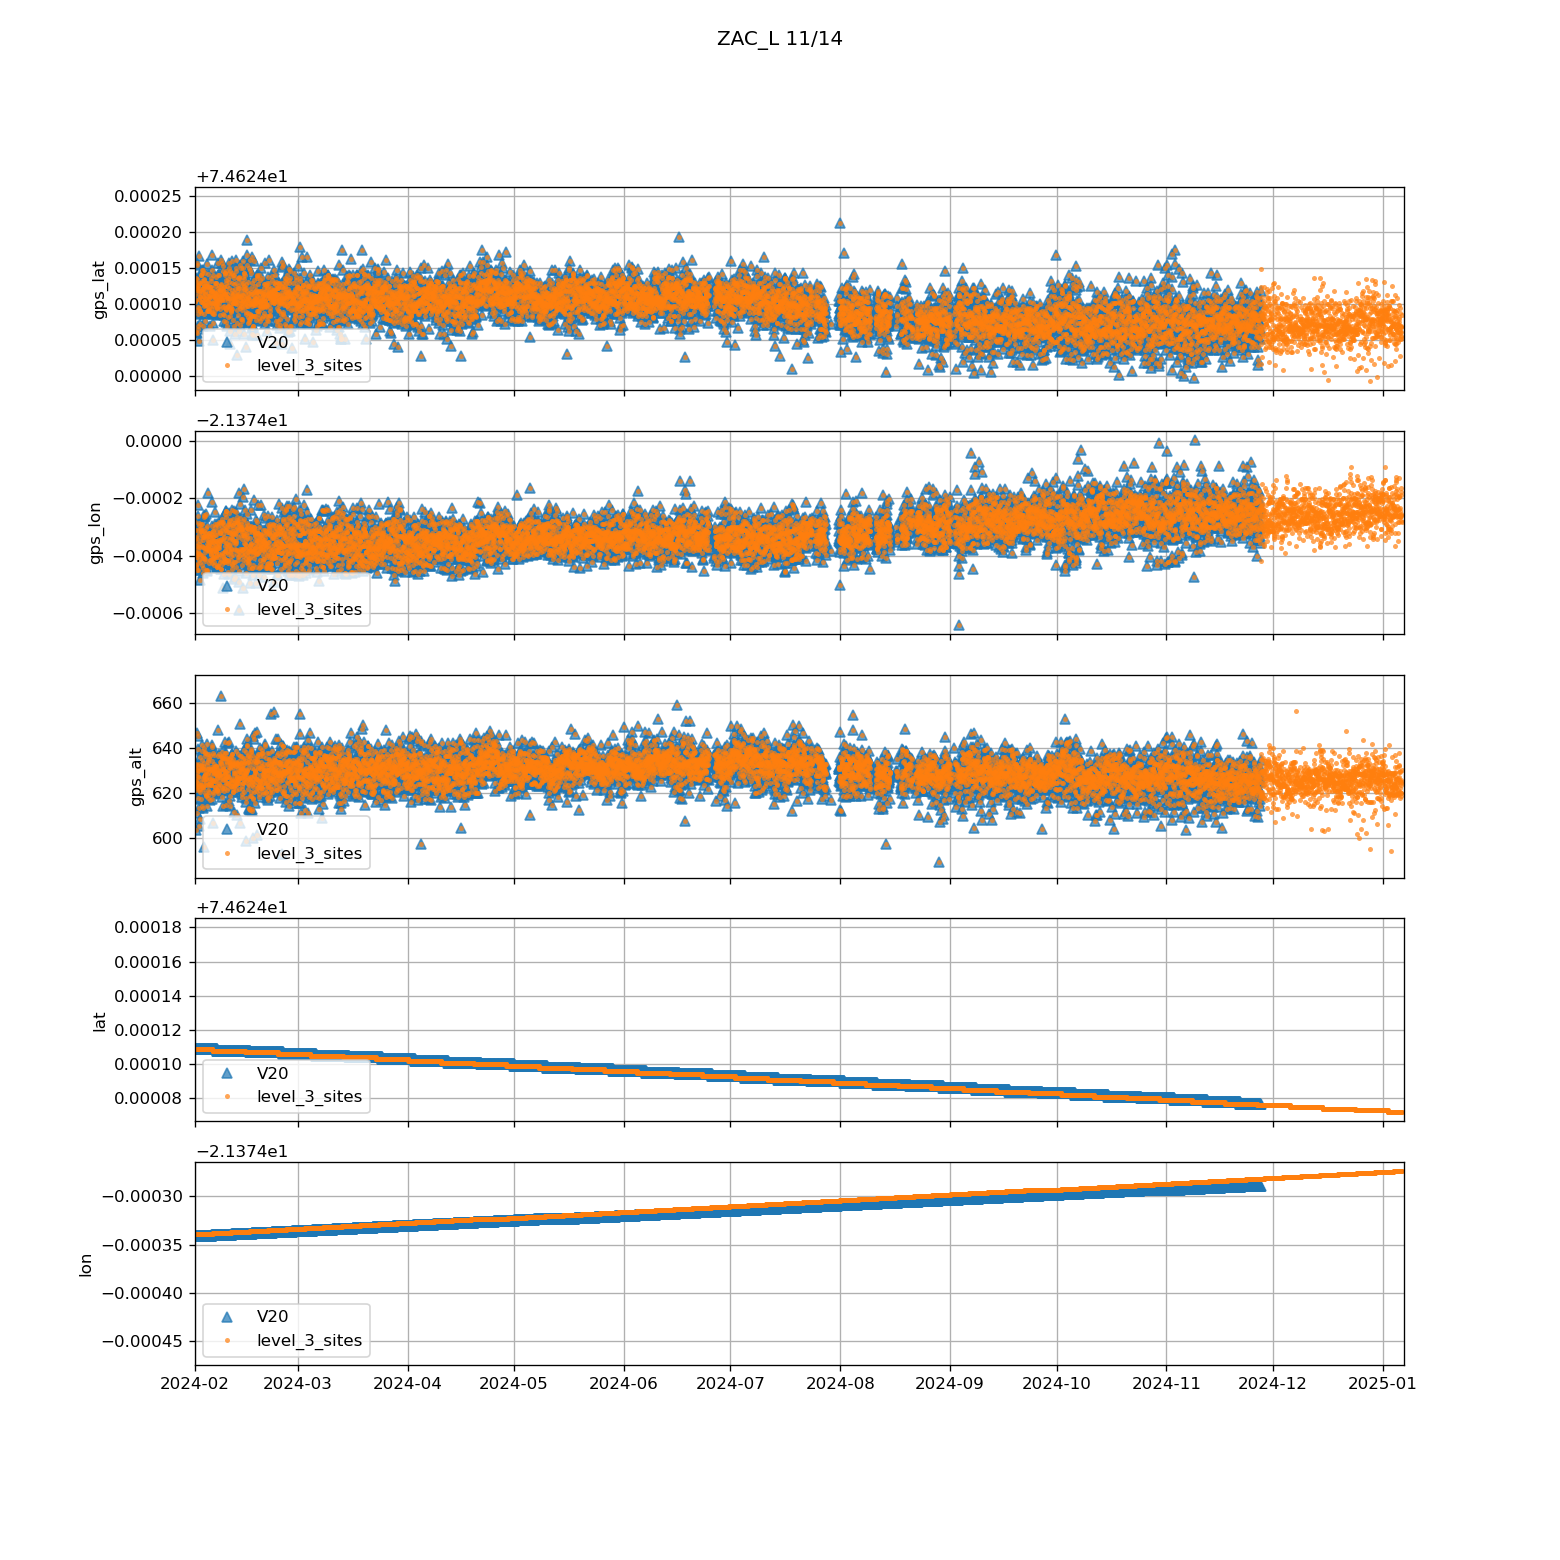 ZAC_L 11/14
+7.4624e1
0.00025
0.00020
0.00015
0.00010
0.00005
0.00000
gps_lat
V20
level_3_sites
−2.1374e1
0.0000
−0.0002
−0.0004
−0.0006
gps_lon
V20
level_3_sites
660
640
620
600
gps_alt
V20
level_3_sites
+7.4624e1
0.00018
0.00016
0.00014
0.00012
0.00010
0.00008
lat
V20
level_3_sites
−2.1374e1
−0.00030
−0.00035
−0.00040
−0.00045
lon
V20
level_3_sites
2024-02 2024-03 2024-04 2024-05 2024-06 2024-07 2024-08 2024-09 2024-10 2024-11 2024-12 2025-01